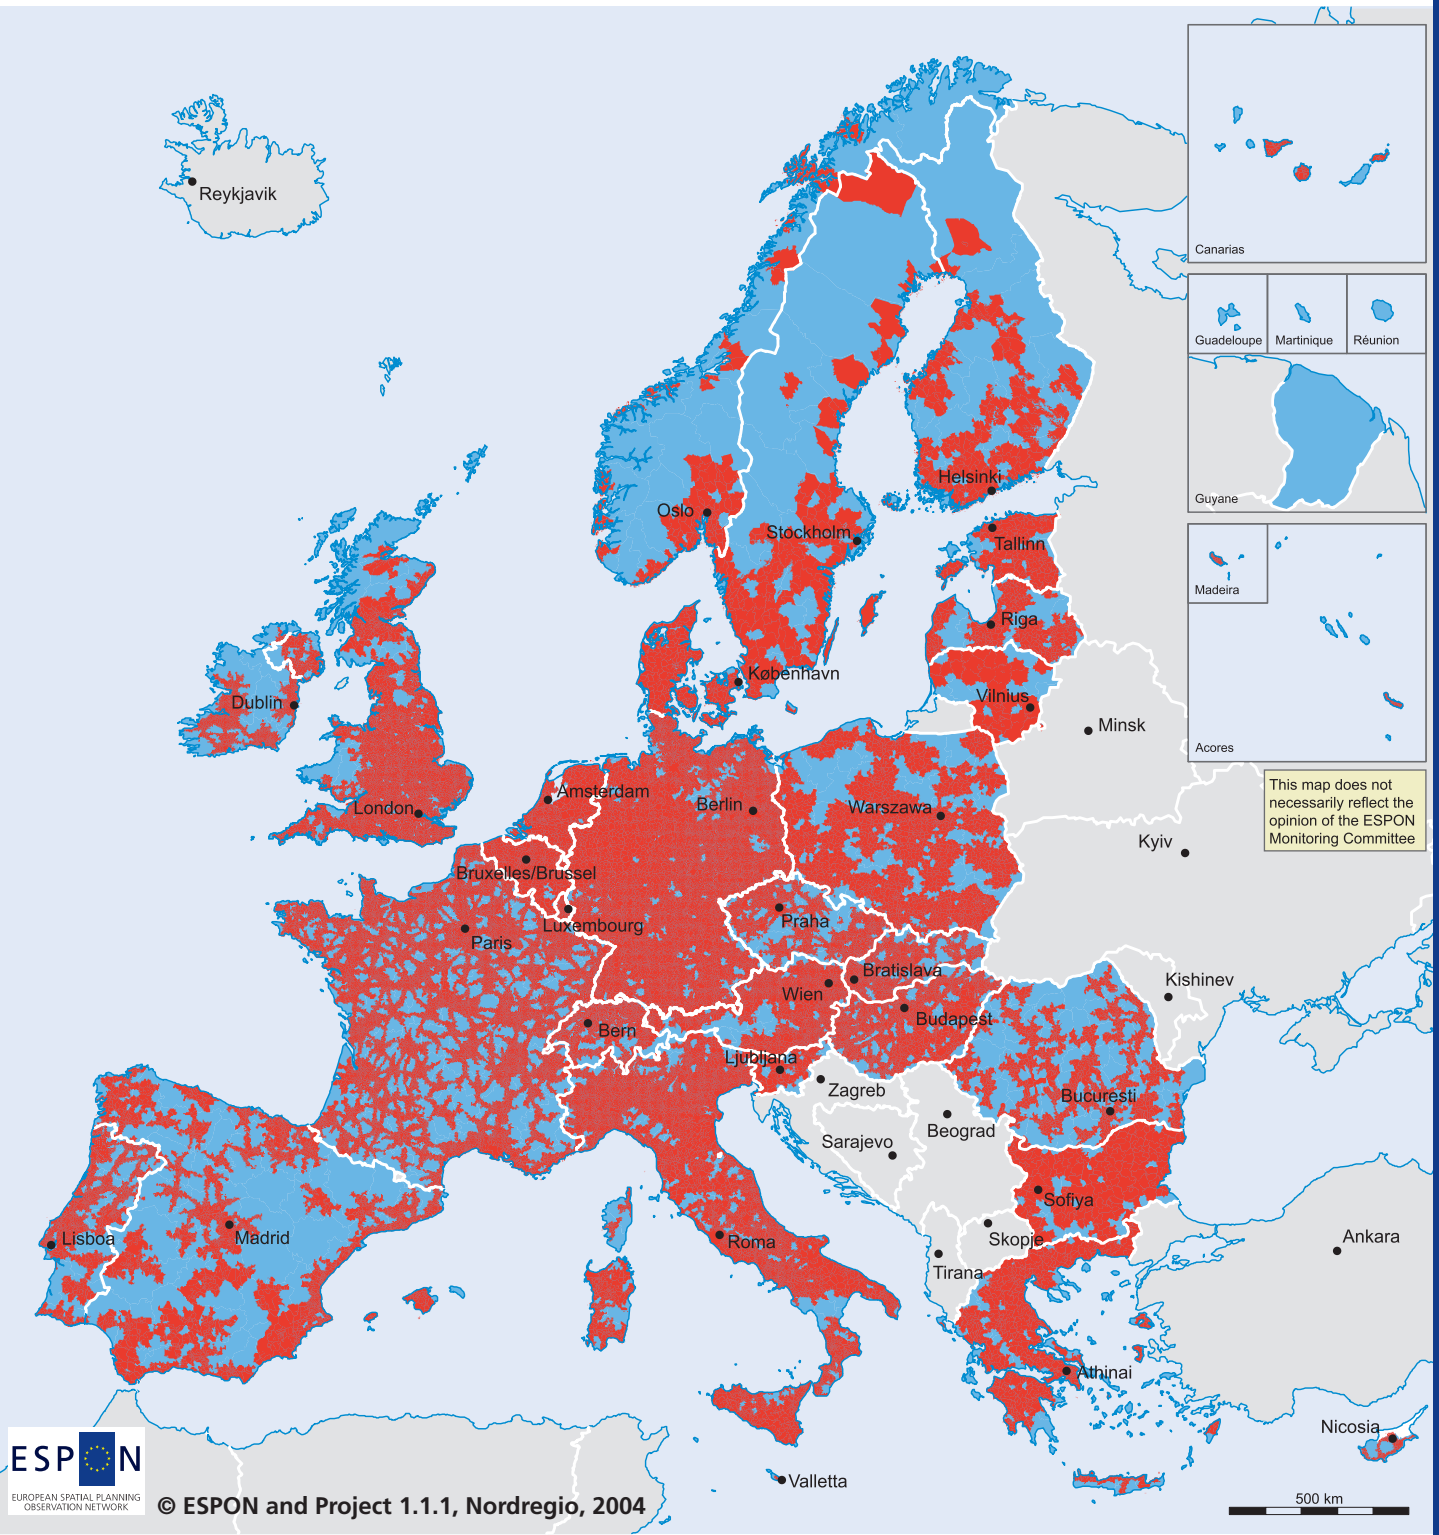 Reykjavik
Canarias
Guadeloupe
Martinique
Réunion
Guyane
Madeira
Acores
This map does not
necessarily reflect the
opinion of the ESPON
Monitoring Committee
Helsinki
Oslo
Stockholm
Tallinn
Riga
København
Vilnius
Dublin
Minsk
Amsterdam
Berlin
Warszawa
London
Kyiv
Bruxelles/Brussel
Praha
Luxembourg
Paris
Bratislava
Wien
Kishinev
Budapest
Bern
Ljubljana
Zagreb
Bucuresti
Beograd
Sarajevo
Sofiya
Lisboa
Madrid
Roma
Skopje
Ankara
Tirana
Athinai
Nicosia
Valletta
ESPON
EUROPEAN SPATIAL PLANNING
OBSERVATION NETWORK
© ESPON and Project 1.1.1, Nordregio, 2004
500 km